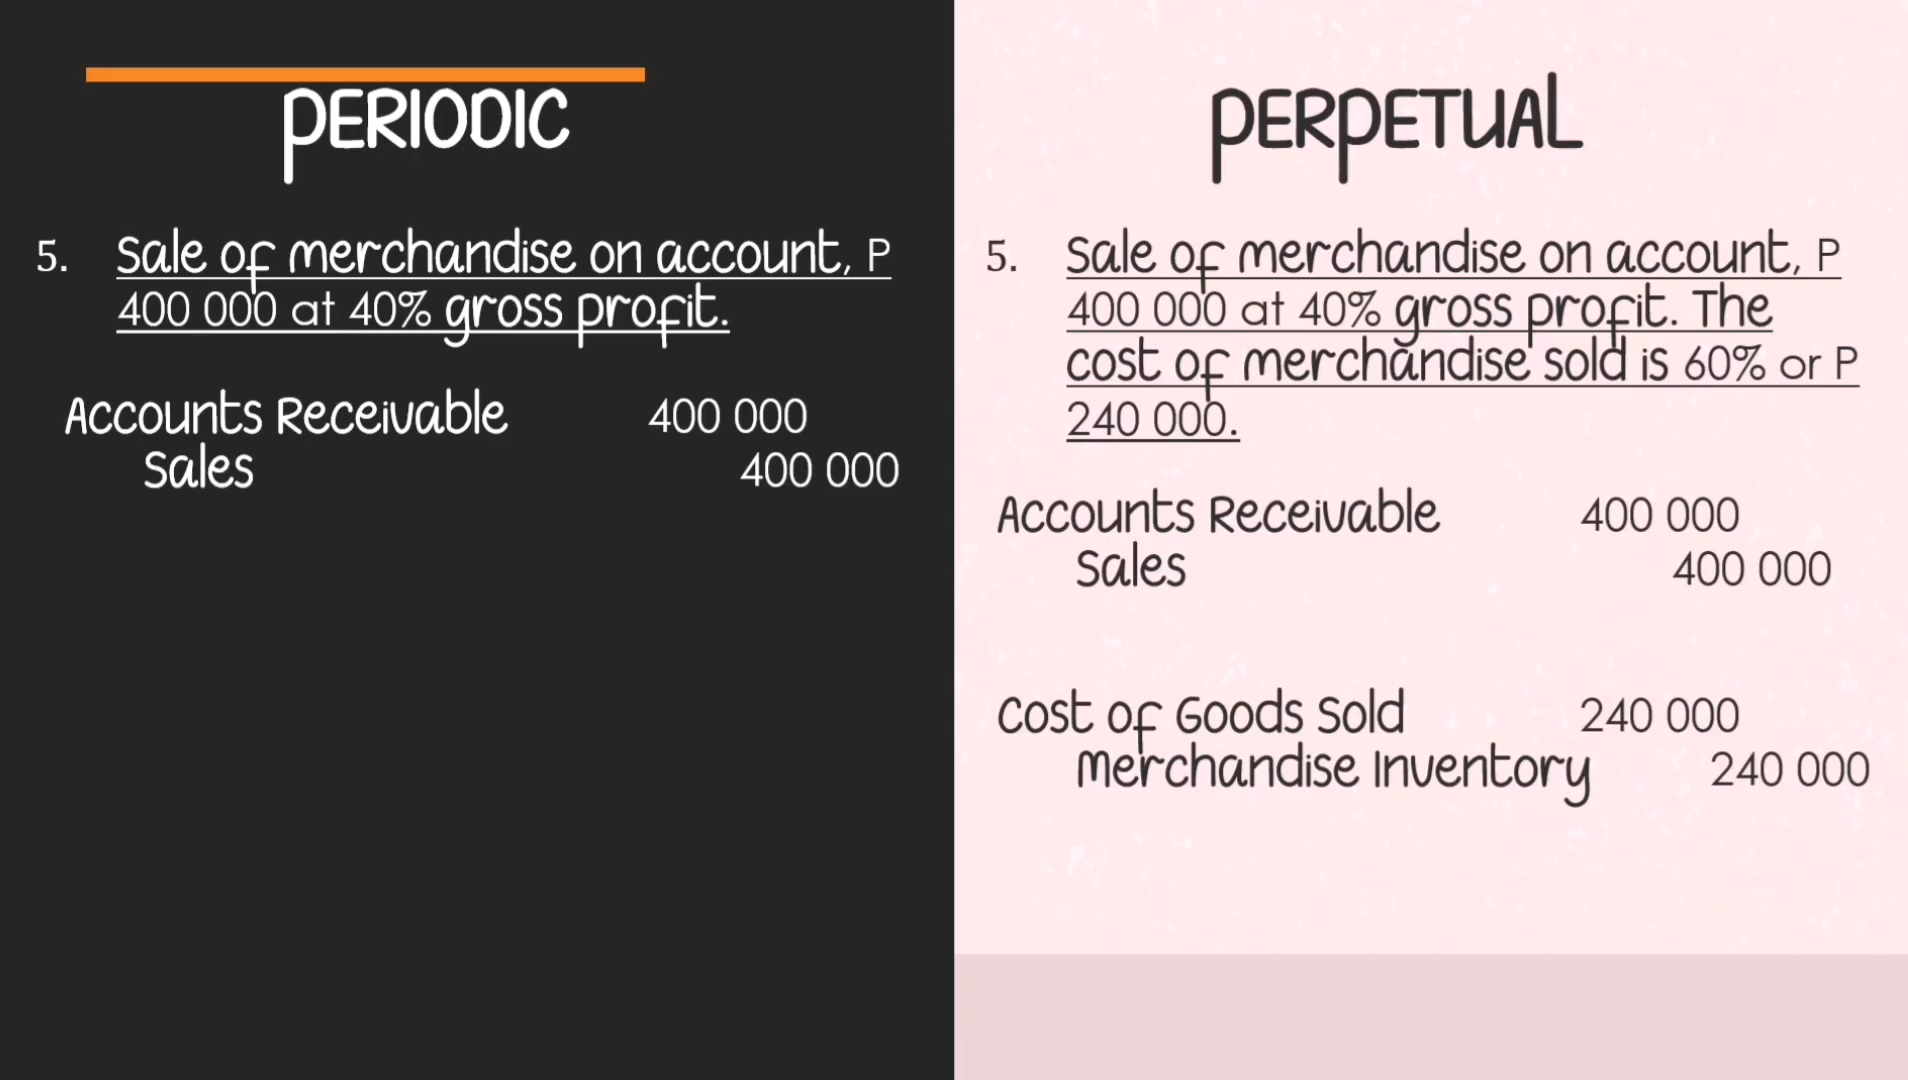 PERIODIC
5. Sale of merchandise on account, P
400 000 at 40% gross profit.
Accounts Receivable 400 000
Sales 400 000
PERPETUAL
5. Sale of merchandise on account, P
400 000 at 40% gross profit. The
cost of merchandise sold is 60% or P
240 000.
Accounts Receivable 400 000
Sales 400 000
Cost of Goods Sold 240 000
Merchandise Inventory 240 000